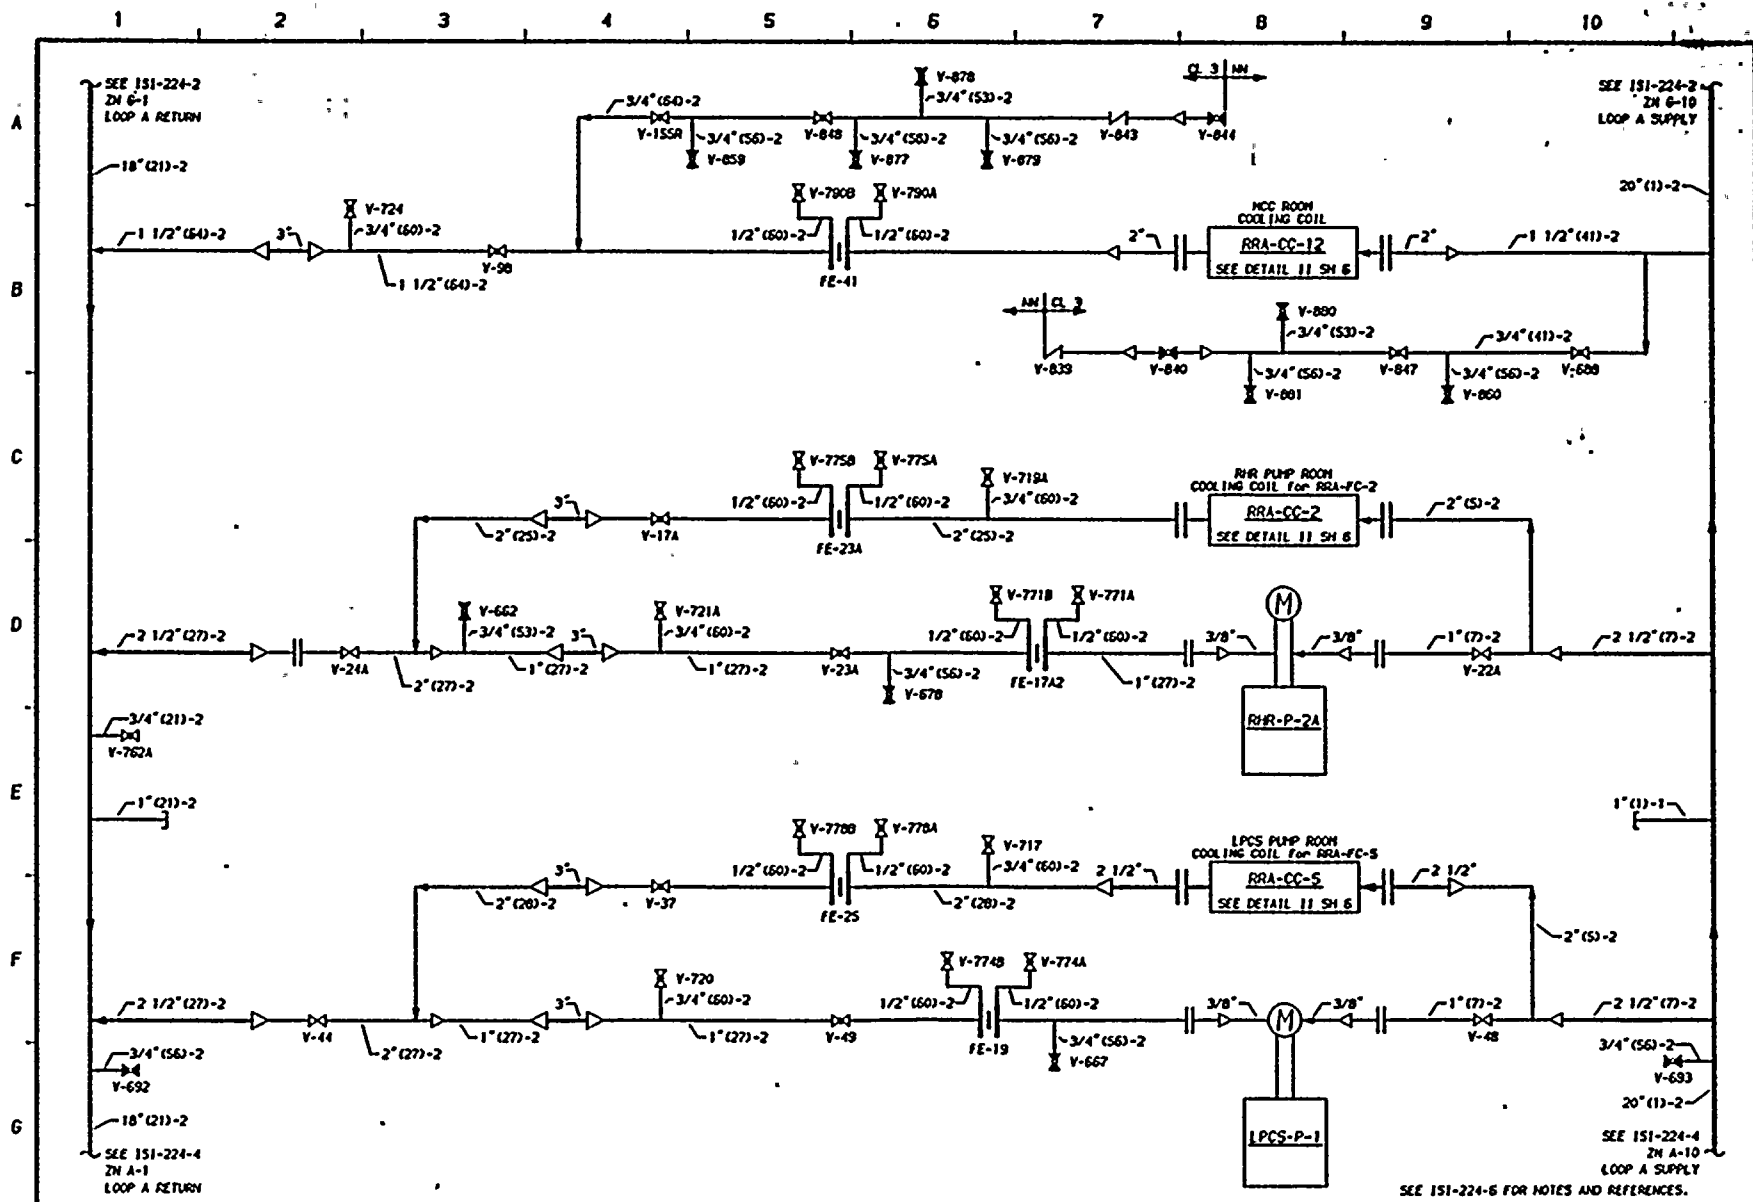 1 2 3 4 5 6 7 8 9 10
A
B
C
D
E
F
G
SEE ISI-224-2
ZN G-1
LOOP A RETURN
18"(21)-2
3/4"(64)-2
V-155R
3/4"(56)-2
V-859
V-848
3/4"(56)-2
V-877
V-878
3/4"(53)-2
3/4"(56)-2
V-879
V-843
CL 3 NN
V-844
SEE ISI-224-2
ZN G-10
LOOP A SUPPLY
20"(1)-2
1 1/2"(64)-2
3"
V-724
3/4"(60)-2
1 1/2"(64)-2
V-98
V-790B
V-790A
1/2"(60)-2
1/2"(60)-2
FE-41
2"
MCC ROOM
COOLING COIL
RRA-CC-12
SEE DETAIL 11 SH 6
2"
1 1/2"(41)-2
NN CL 3
V-839
V-840
V-880
3/4"(53)-2
3/4"(56)-2
V-881
V-847
3/4"(41)-2
3/4"(56)-2
V-860
V-688
V-775B
V-775A
1/2"(60)-2
1/2"(60)-2
FE-23A
V-719A
3/4"(60)-2
2"(25)-2
3"
2"(25)-2
V-17A
RHR PUMP ROOM
COOLING COIL for RRA-FC-2
RRA-CC-2
SEE DETAIL 11 SH 6
2"(5)-2
2 1/2"(27)-2
V-24A
2"(27)-2
V-662
3/4"(53)-2
1"(27)-2
3"
V-721A
3/4"(60)-2
1"(27)-2
V-23A
3/4"(56)-2
V-678
V-771B
V-771A
1/2"(60)-2
1/2"(60)-2
FE-17A2
1"(27)-2
3/8"
M
3/8"
1"(7)-2
V-22A
2 1/2"(7)-2
RHR-P-2A
3/4"(21)-2
V-762A
1"(21)-2
1"(1)-1
V-778B
V-778A
1/2"(60)-2
1/2"(60)-2
FE-25
V-717
3/4"(60)-2
2"(28)-2
2 1/2"
3"
2"(28)-2
V-37
LPCS PUMP ROOM
COOLING COIL for RRA-FC-5
RRA-CC-5
SEE DETAIL 11 SH 6
2 1/2"
2"(5)-2
2 1/2"(27)-2
V-44
2"(27)-2
1"(27)-2
3"
V-720
3/4"(60)-2
1"(27)-2
V-49
V-774B
V-774A
1/2"(60)-2
1/2"(60)-2
FE-19
3/4"(56)-2
V-667
3/8"
M
3/8"
1"(7)-2
V-48
2 1/2"(7)-2
LPCS-P-1
3/4"(56)-2
V-692
18"(21)-2
3/4"(56)-2
V-693
20"(1)-2
SEE ISI-224-4
ZN A-1
LOOP A RETURN
SEE ISI-224-4
ZN A-10
LOOP A SUPPLY
SEE ISI-224-6 FOR NOTES AND REFERENCES.